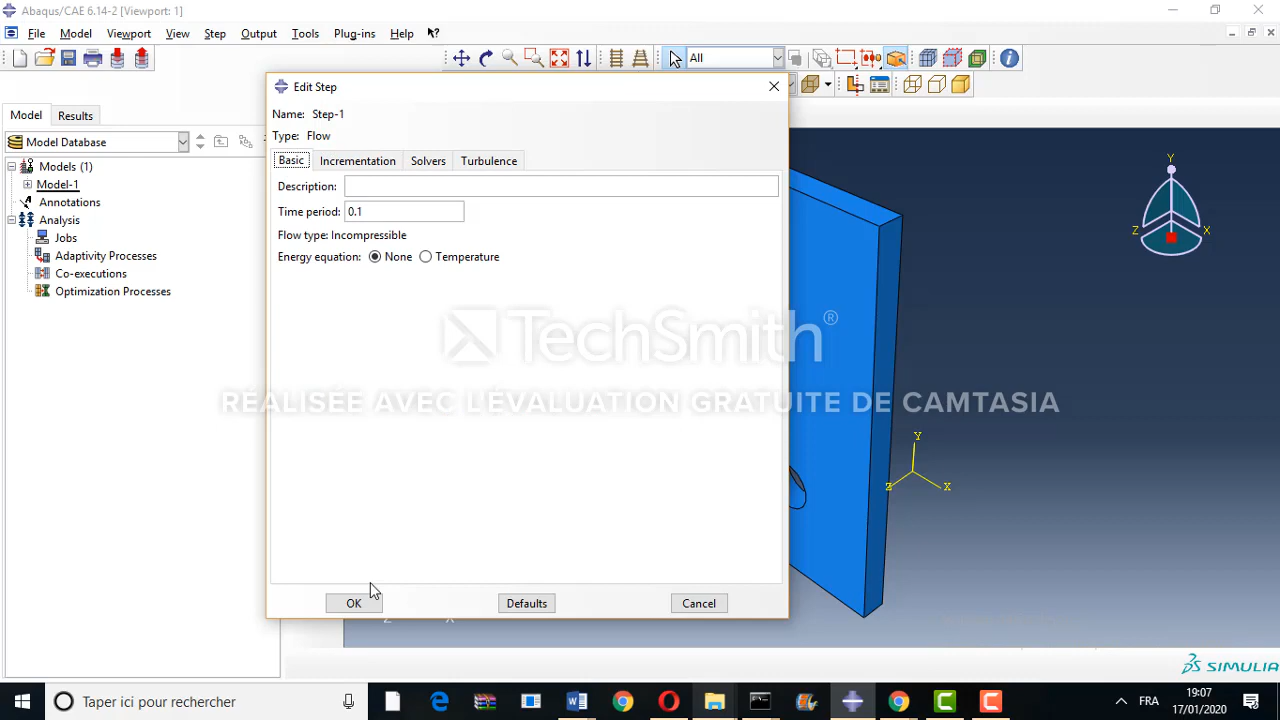 Abaqus/CAE 6.14-2 [Viewport: 1]
File Model Viewport View Step Output Tools Plug-ins Help
All
Edit Step
Name: Step-1
Type: Flow
Basic Incrementation Solvers Turbulence
Description:
Time period: 0.1
Flow type: Incompressible
Energy equation: None Temperature
OK Defaults Cancel
Model Results
Model Database
Models (1)
Model-1
Annotations
Analysis
Jobs
Adaptivity Processes
Co-executions
Optimization Processes
TechSmith®
RÉALISÉE AVEC L'ÉVALUATION GRATUITE DE CAMTASIA
Y
Z X
Y
Z X
Z X
SIMULIA
Taper ici pour rechercher
FRA
19:07
17/01/2020